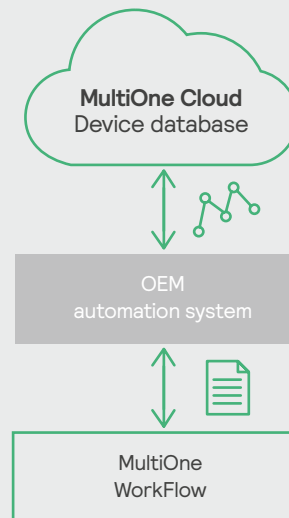 MultiOne Cloud
Device database
OEM
automation system
MultiOne
WorkFlow